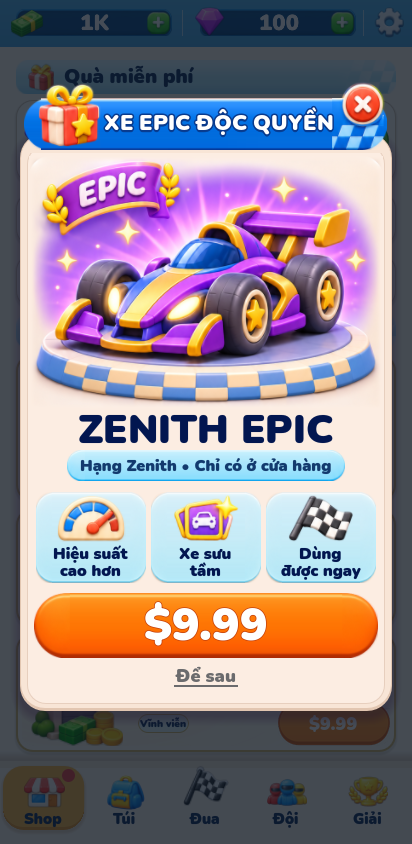 1K
100
Quà miễn phí
XE EPIC ĐỘC QUYỀN
EPIC
ZENITH EPIC
Hạng Zenith • Chỉ có ở cửa hàng
Hiệu suất
cao hơn
Xe sưu
tầm
Dùng
được ngay
$9.99
Để sau
Vĩnh viễn
$9.99
Shop
Túi
Đua
Đội
Giải